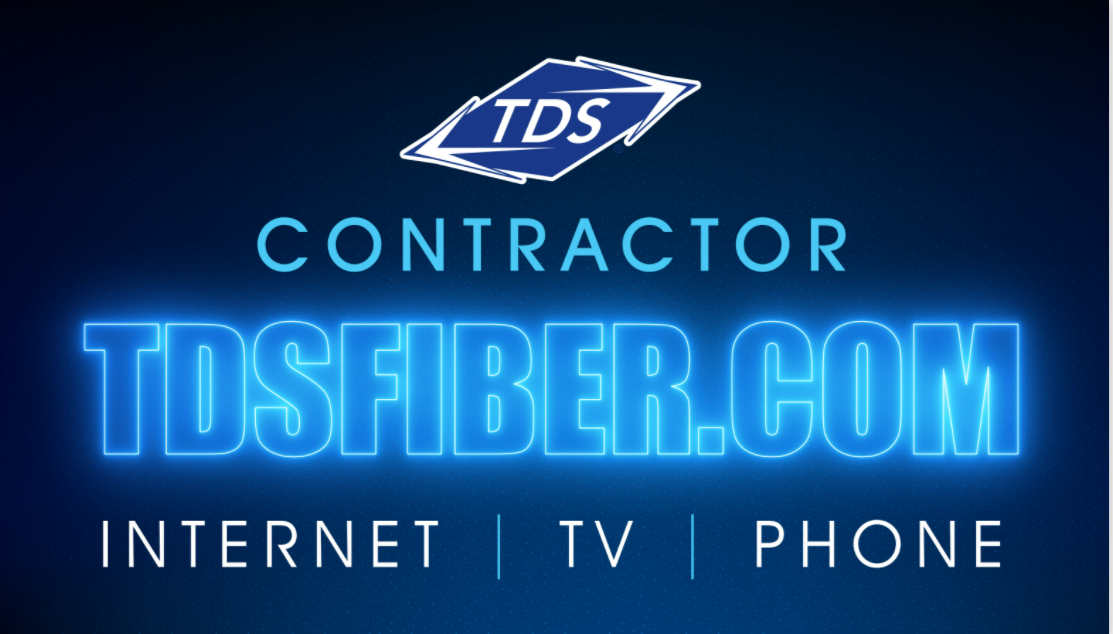 TDS
CONTRACTOR
TDSFIBER.COM
INTERNET | TV | PHONE